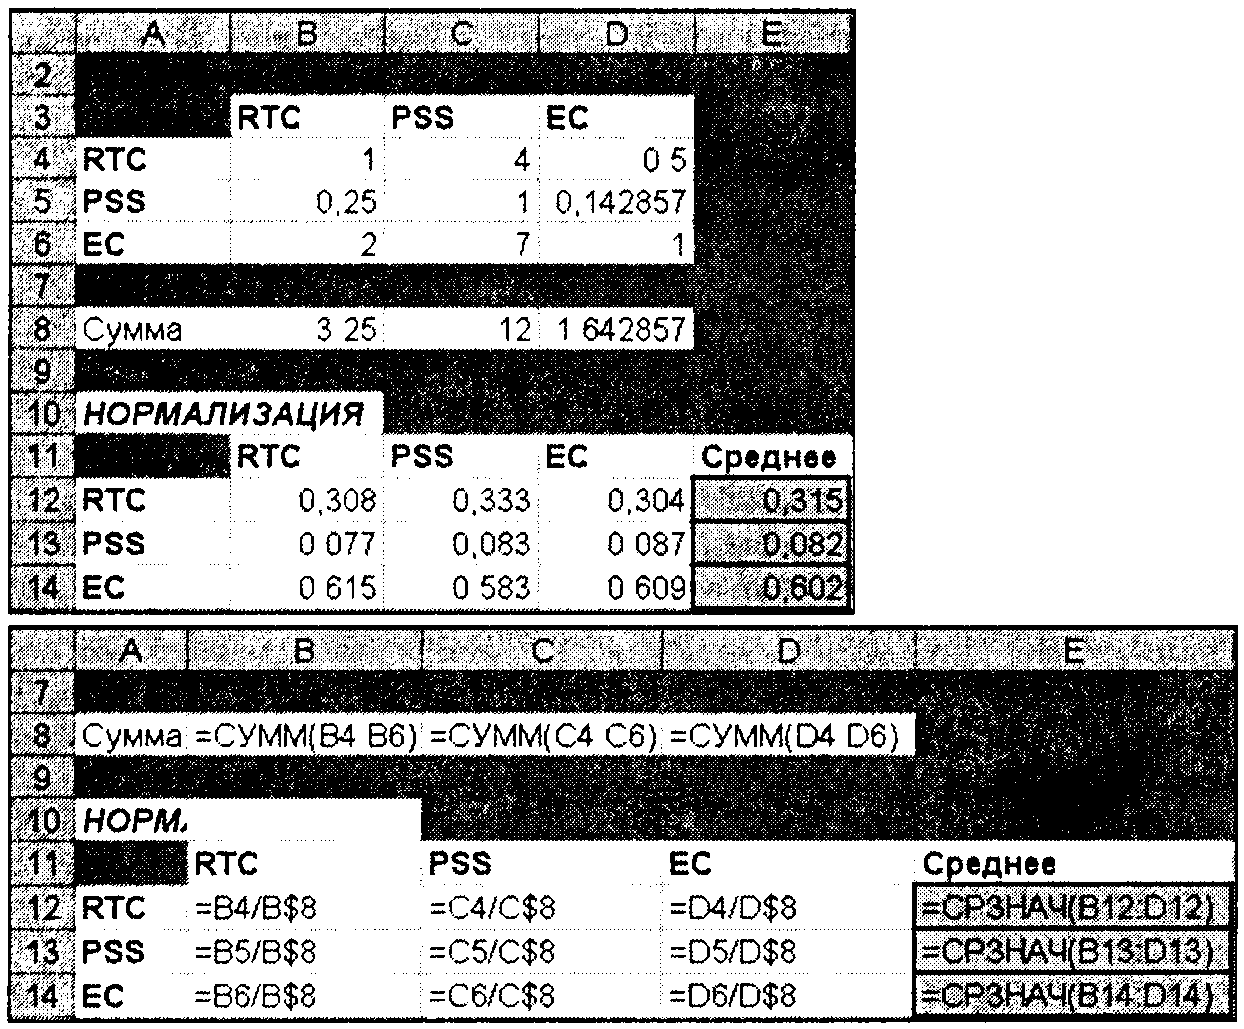 A B C D E
2
3 RTC PSS EC
4 RTC 1 4 0 5
5 PSS 0,25 1 0,142857
6 EC 2 7 1
7
8 Сумма 3 25 12 1 642857
9
10 НОРМАЛИЗАЦИЯ
11 RTC PSS EC Среднее
12 RTC 0,308 0,333 0,304 0,315
13 PSS 0 077 0,083 0 087 0,082
14 EC 0 615 0 583 0 609 0,602
A B C D E
7
8 Сумма =СУММ(B4 B6) =СУММ(C4 C6) =СУММ(D4 D6)
9
10 НОРМ.
11 RTC PSS EC Среднее
12 RTC =B4/B$8 =C4/C$8 =D4/D$8 =СРЗНАЧ(B12:D12)
13 PSS =B5/B$8 =C5/C$8 =D5/D$8 =СРЗНАЧ(B13:D13)
14 EC =B6/B$8 =C6/C$8 =D6/D$8 =СРЗНАЧ(B14:D14)